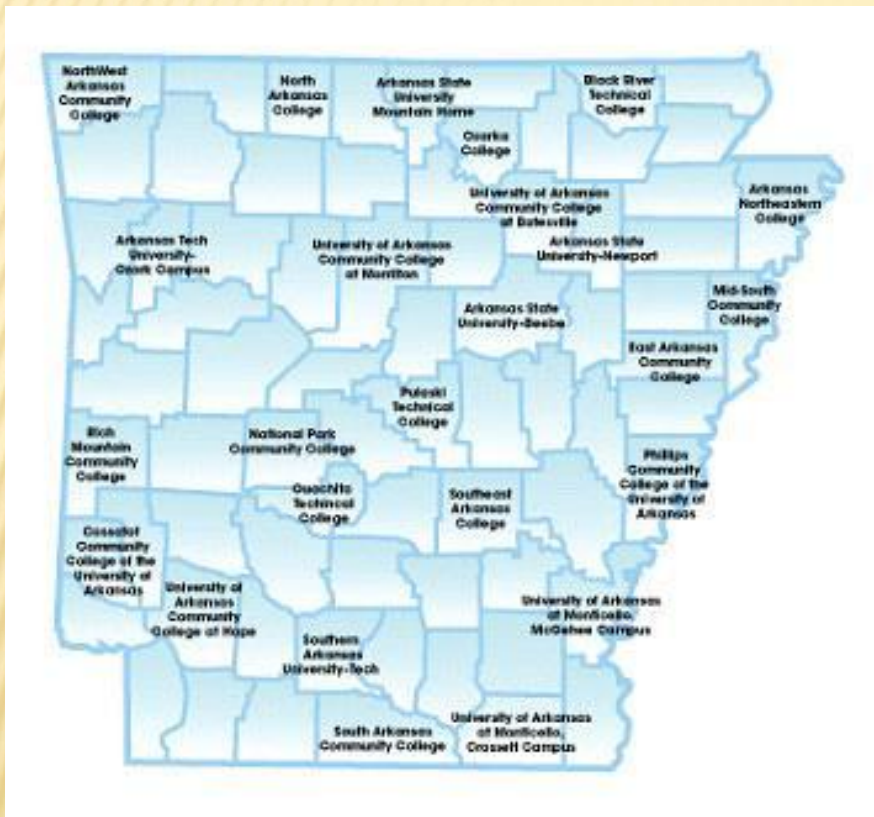 NorthWest
Arkansas
Community
College
North
Arkansas
College
Arkansas State
University
Mountain Home
Black River
Technical
College
Ozarka
College
University of Arkansas
Community College
at Batesville
Arkansas
Northeastern
College
Arkansas Tech
University-
Ozark Campus
University of Arkansas
Community College
at Morrilton
Arkansas State
University-Newport
Mid-South
Community
College
Arkansas State
University-Beebe
East Arkansas
Community
College
Pulaski
Technical
College
Rich
Mountain
Community
College
National Park
Community College
Ouachita
Techincal
College
Southeast
Arkansas
College
Phillips
Community
College of the
University of
Arkansas
Cossatot
Community
College of the
University of
Arkansas
University of
Arkansas
Community
College at Hope
University of Arkansas
at Monticello,
McGehee Campus
Southern
Arkansas
University-Tech
South Arkansas
Community College
University of Arkansas
at Monticello,
Crossett Campus